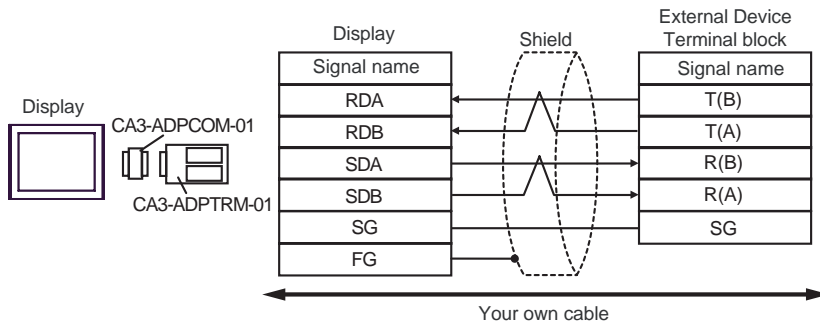 Display
CA3-ADPCOM-01
CA3-ADPTRM-01
Display
Signal name
RDA
RDB
SDA
SDB
SG
FG
Shield
External Device
Terminal block
Signal name
T(B)
T(A)
R(B)
R(A)
SG
Your own cable